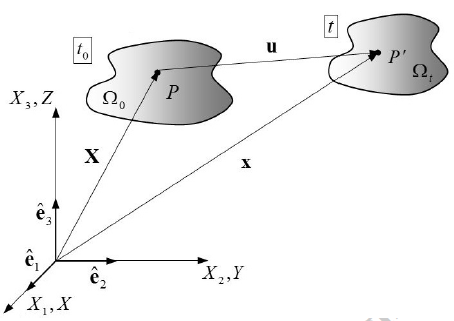 t₀
t
u
P
P′
Ω₀
Ωₜ
X₃, Z
X
x
ê₃
ê₁
ê₂
X₂, Y
X₁, X